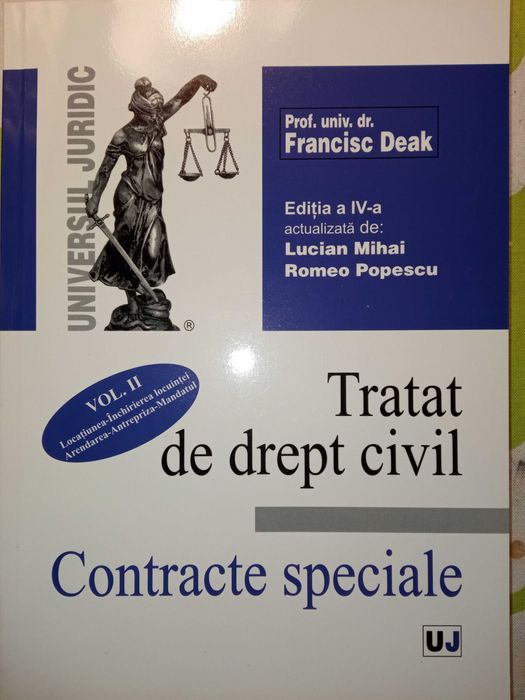 UNIVERSUL JURIDIC
®
Prof. univ. dr.
Francisc Deak
Ediția a IV-a
actualizată de:
Lucian Mihai
Romeo Popescu
VOL. II
Locațiunea-Închirierea locuinței
Arendarea-Antrepriza-Mandatul
Tratat
de drept civil
Contracte speciale
UJ